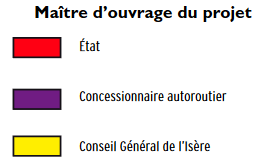 Maître d'ouvrage du projet
État
Concessionnaire autoroutier
Conseil Général de l'Isère